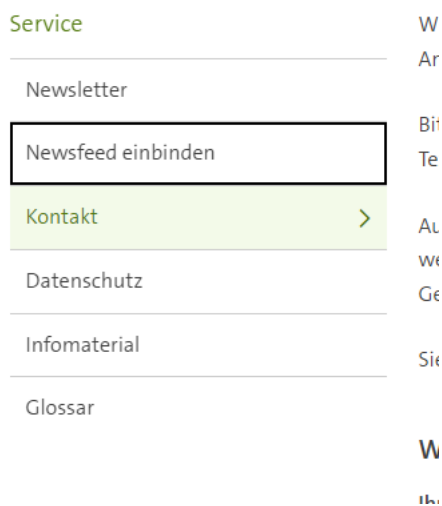 Service
Newsletter
Newsfeed einbinden
Kontakt
Datenschutz
Infomaterial
Glossar